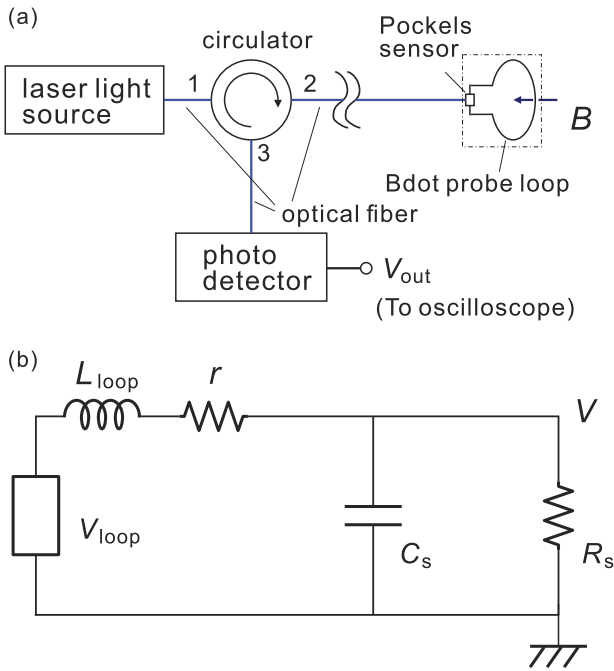 (a)
Pockels
sensor
circulator
laser light
source
1
2
3
B
Bdot probe loop
optical fiber
photo
detector
Vout
(To oscilloscope)
(b)
Lloop
r
V
Vloop
Cs
Rs